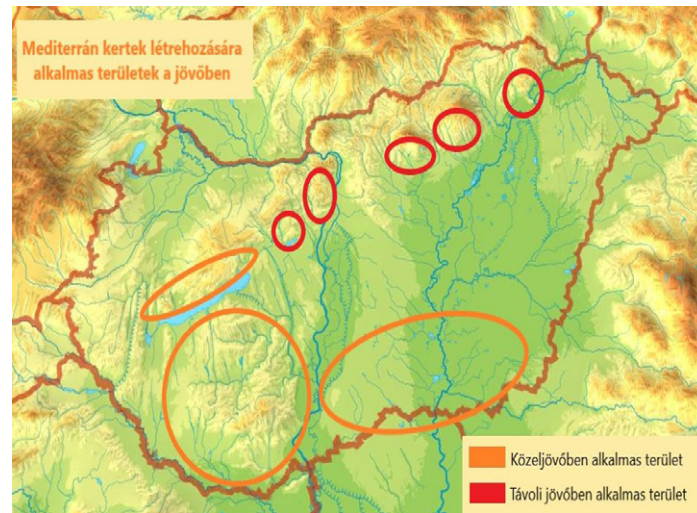 Mediterrán kertek létrehozására
alkalmas területek a jövőben
Közeljövőben alkalmas terület
Távoli jövőben alkalmas terület